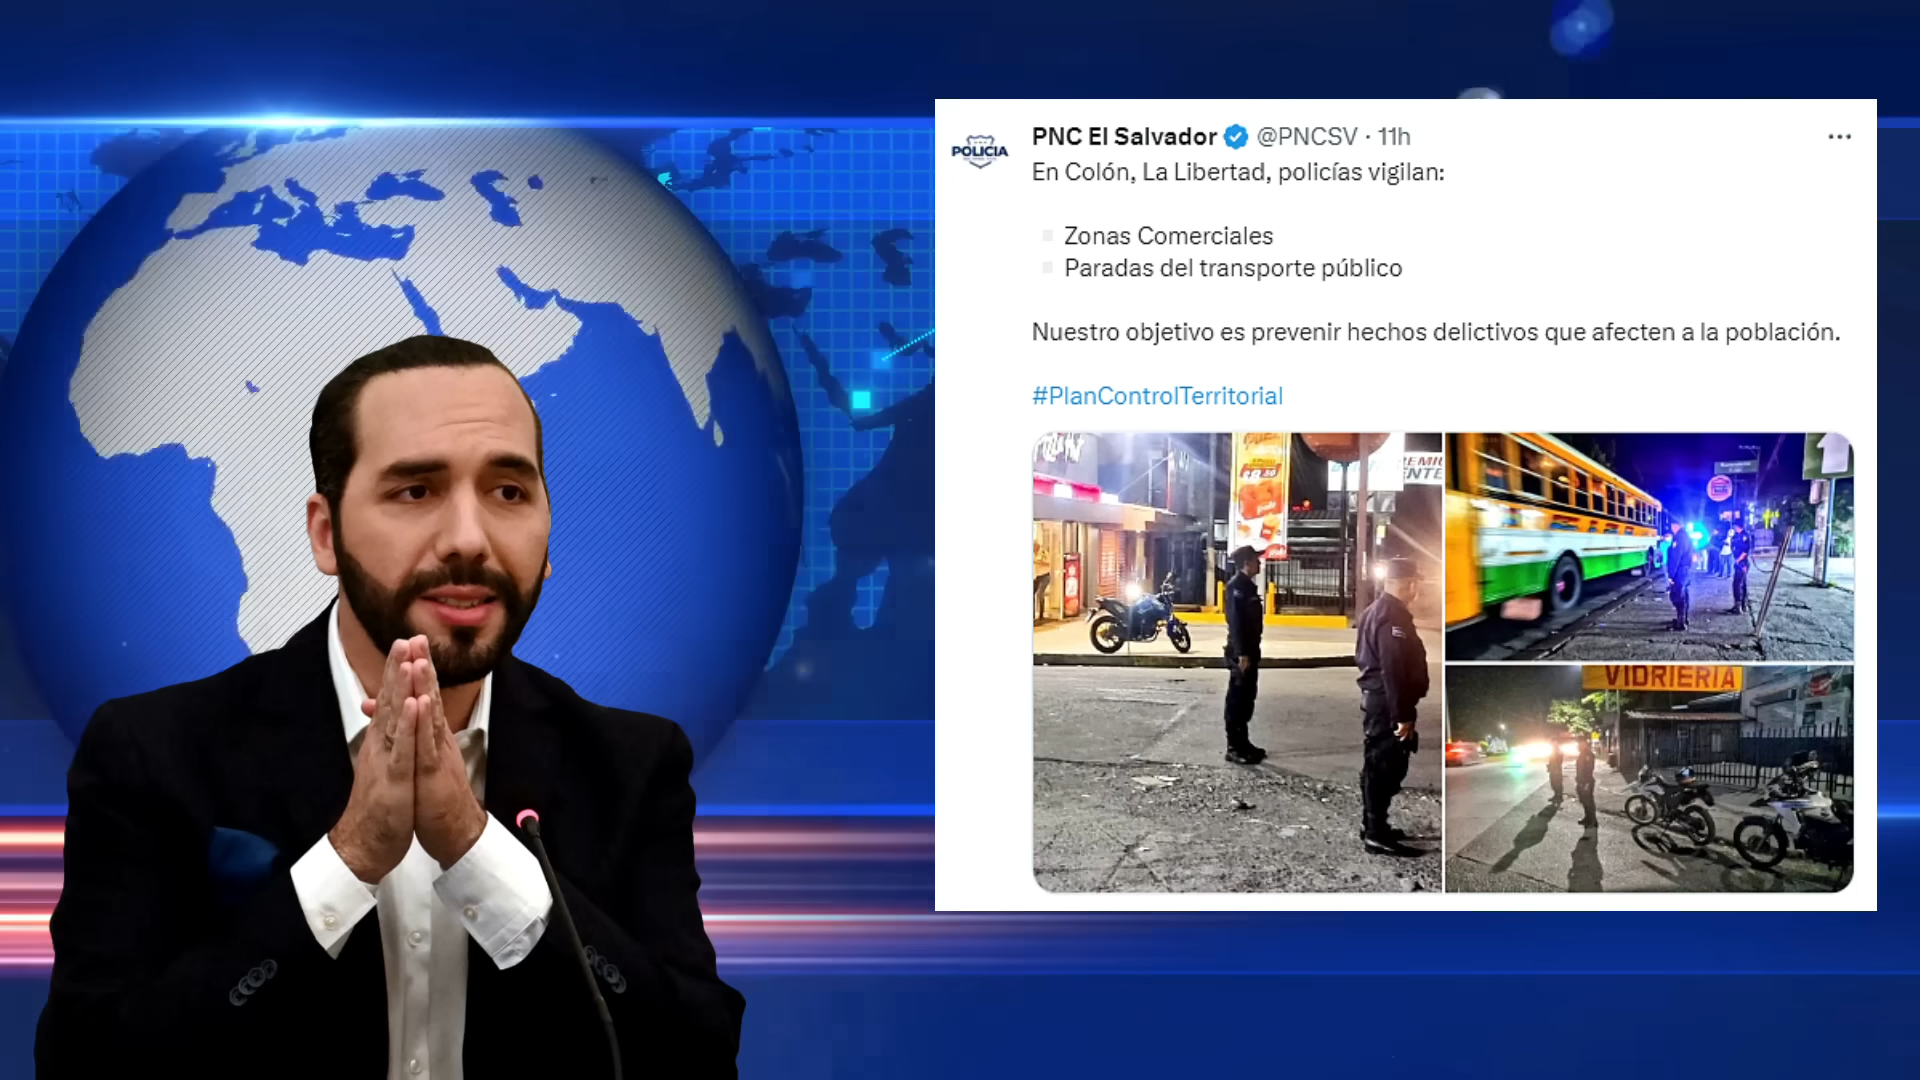 PNC El Salvador @PNCSV · 11h
POLICIA
En Colón, La Libertad, policías vigilan:
Zonas Comerciales
Paradas del transporte público
Nuestro objetivo es prevenir hechos delictivos que afecten a la población.
#PlanControlTerritorial
VIDRIERIA